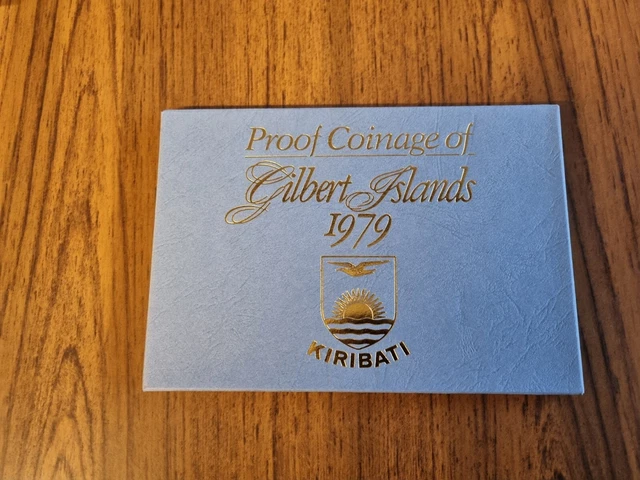 Proof Coinage of
Gilbert Islands
1979
KIRIBATI